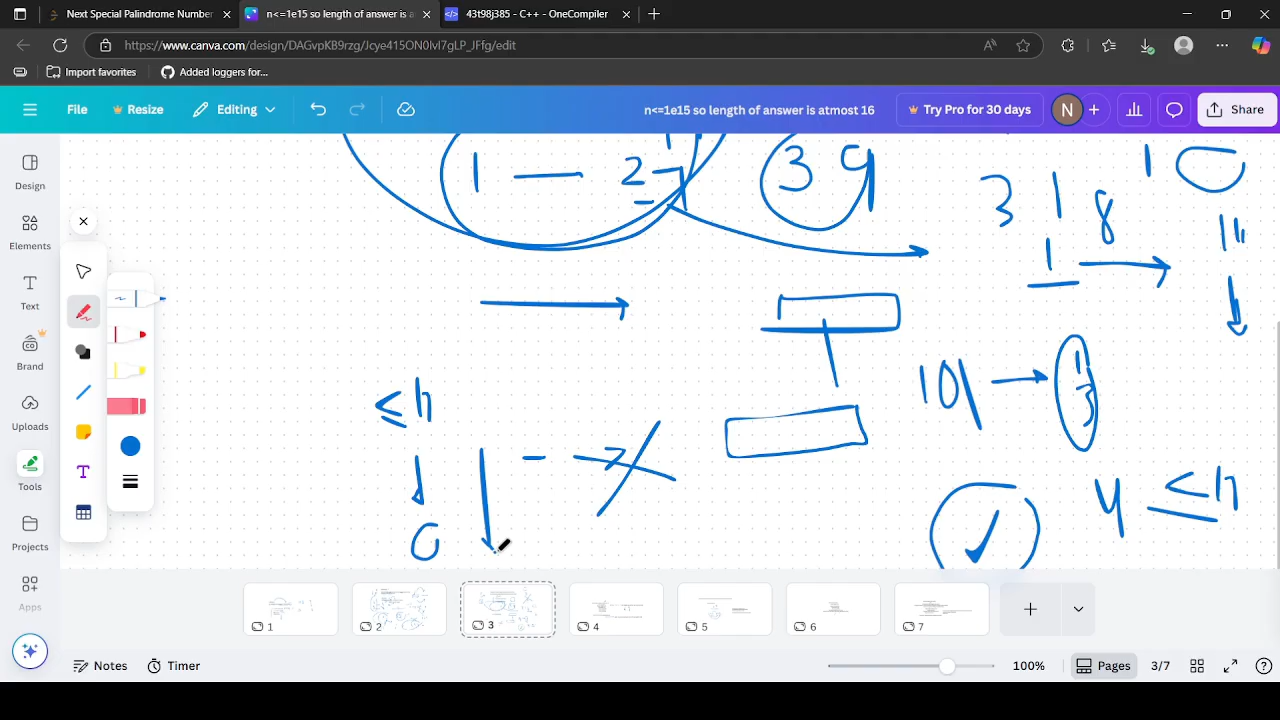 Next Special Palindrome Number
n<=1e15 so length of answer is a
43t98j385 - C++ - OneCompiler
https://www.canva.com/design/DAGvpKB9rzg/Jcye415ON0Ivl7gLP_JFfg/edit
Import favorites
Added loggers for...
File
Resize
Editing
n<=1e15 so length of answer is atmost 16
Try Pro for 30 days
N
Share
Design
Elements
Text
Brand
Uploads
Tools
Projects
Apps
1 — 2
3 9
3 1 8
1
1
101
1
3
<n
0
4 <n
1
2
3
4
5
6
7
Notes
Timer
100%
Pages
3/7